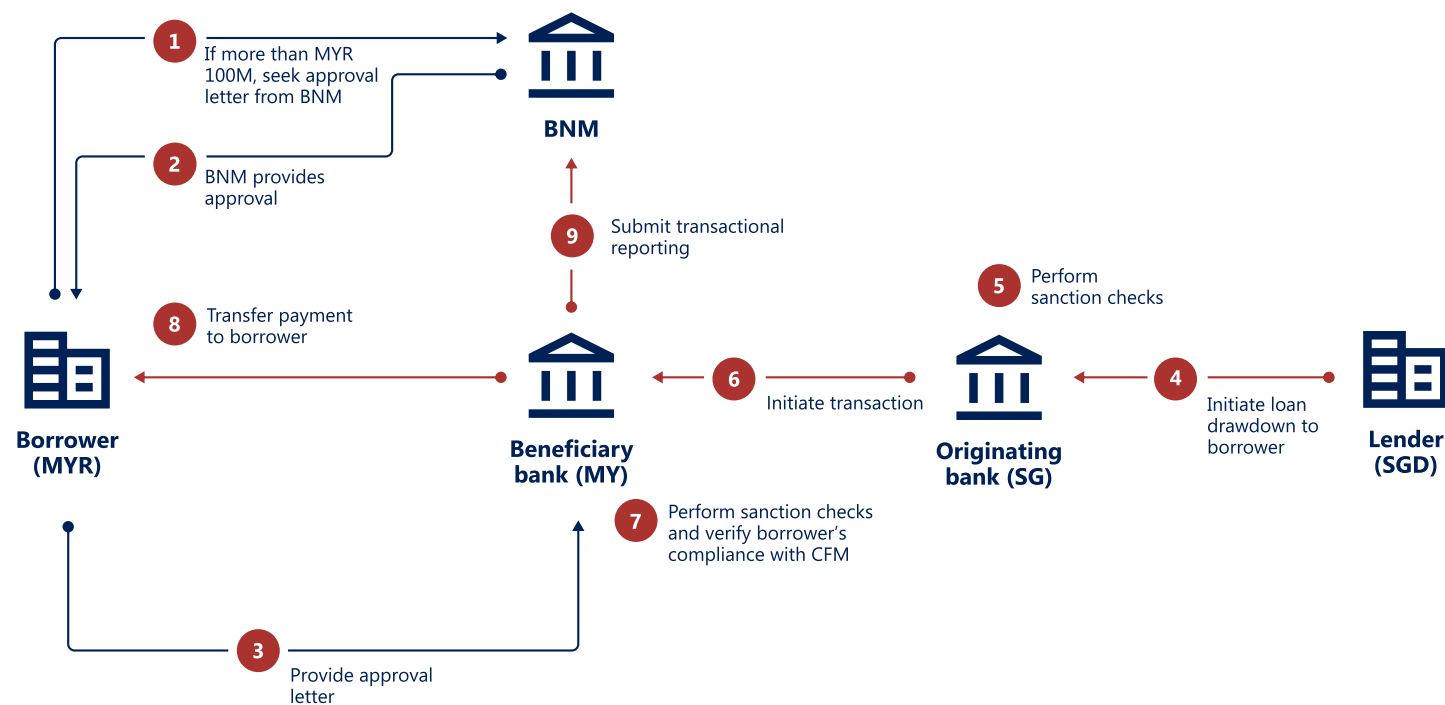 1
If more than MYR
100M, seek approval
letter from BNM
BNM
2
BNM provides
approval
9
Submit transactional
reporting
5
Perform
sanction checks
8
Transfer payment
to borrower
6
Initiate transaction
4
Initiate loan
drawdown to
borrower
Borrower
(MYR)
Beneficiary
bank (MY)
Originating
bank (SG)
Lender
(SGD)
7
Perform sanction checks
and verify borrower’s
compliance with CFM
3
Provide approval
letter